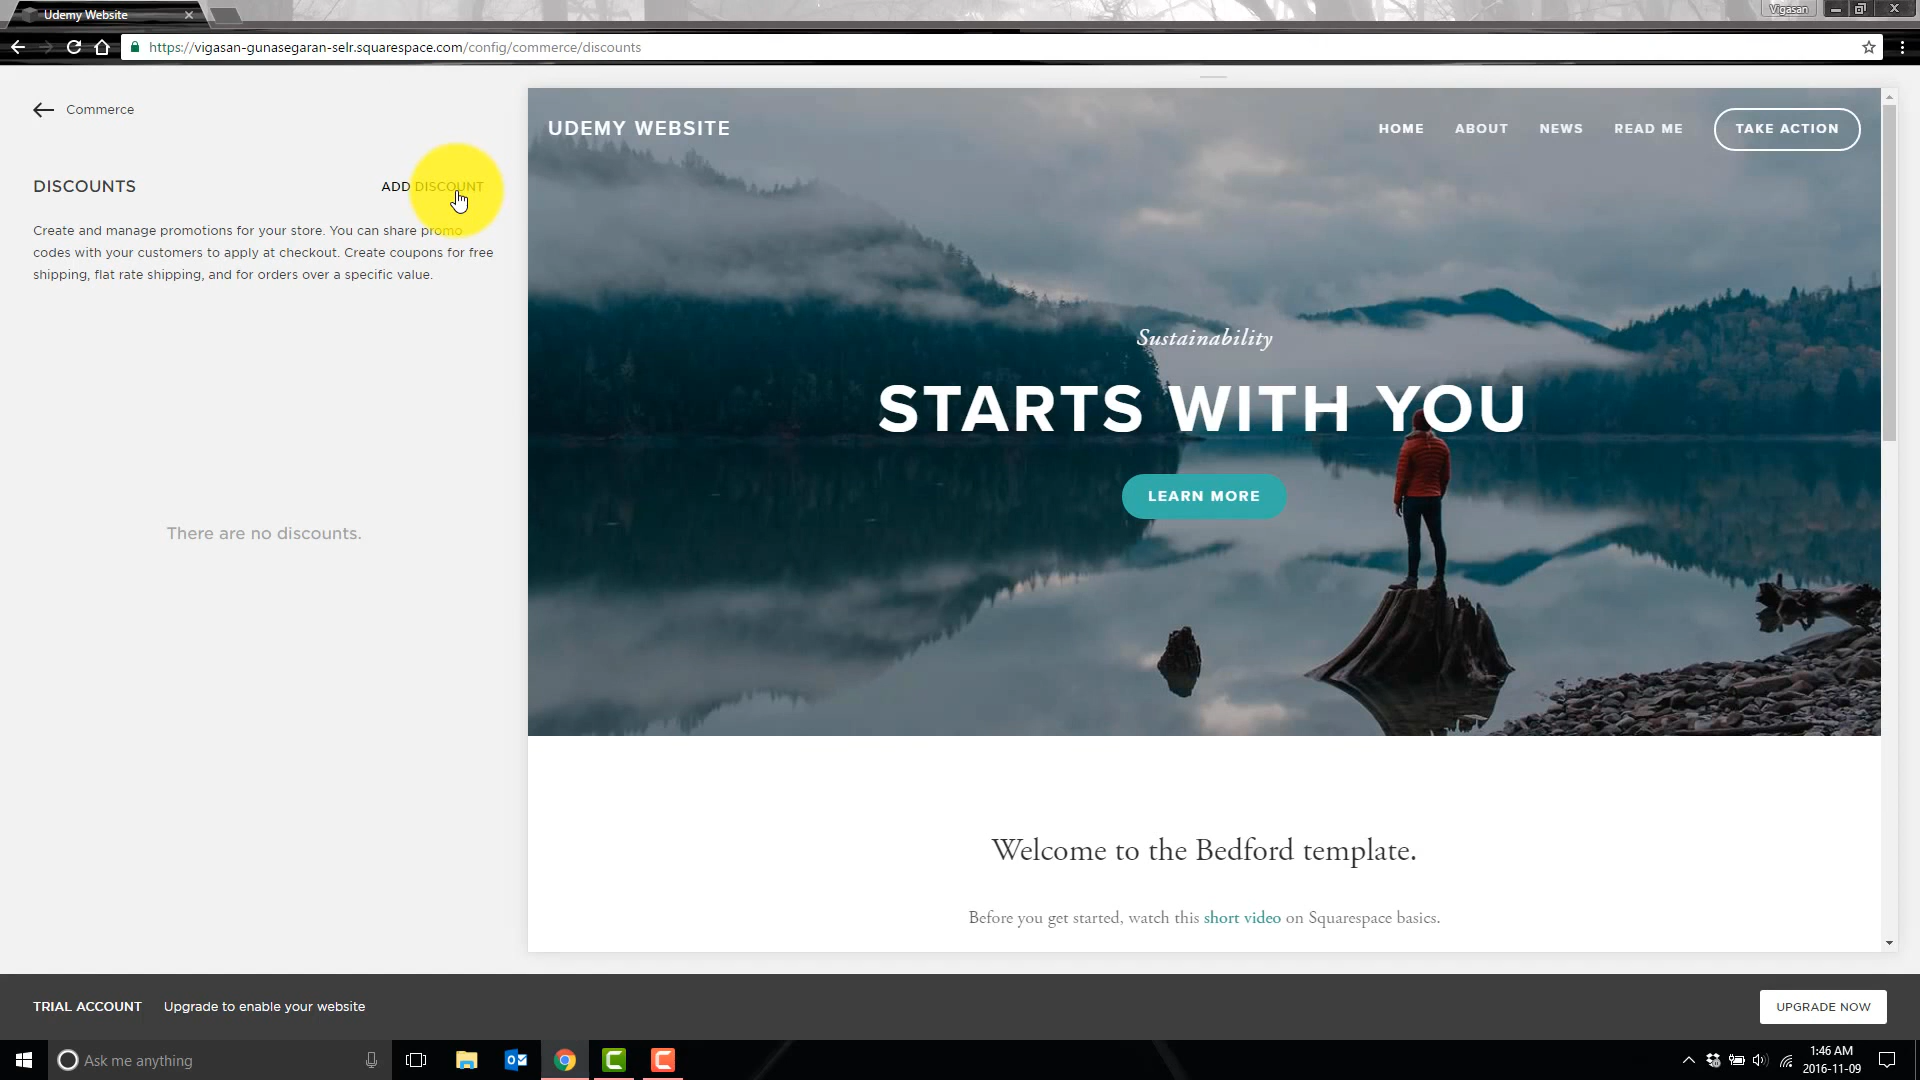 Udemy Website
Vigasan
https://vigasan-gunasegaran-selr.squarespace.com/config/commerce/discounts
Commerce
DISCOUNTS
ADD DISCOUNT
Create and manage promotions for your store. You can share promo
codes with your customers to apply at checkout. Create coupons for free
shipping, flat rate shipping, and for orders over a specific value.
There are no discounts.
UDEMY WEBSITE
HOME
ABOUT
NEWS
READ ME
TAKE ACTION
Sustainability
STARTS WITH YOU
LEARN MORE
Welcome to the Bedford template.
Before you get started, watch this short video on Squarespace basics.
TRIAL ACCOUNT
Upgrade to enable your website
UPGRADE NOW
Ask me anything
1:46 AM
2016-11-09